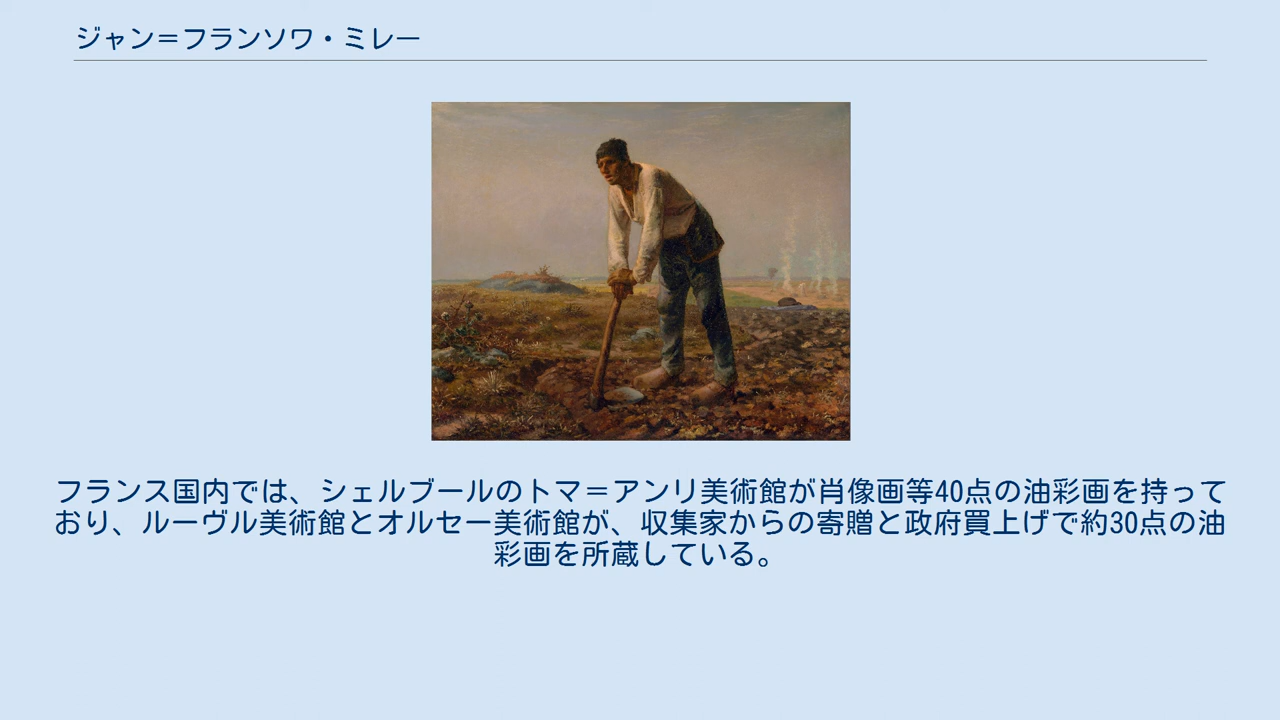 ジャン＝フランソワ・ミレー
フランス国内では、シェルブールのトマ＝アンリ美術館が肖像画等40点の油彩画を持って
おり、ルーヴル美術館とオルセー美術館が、収集家からの寄贈と政府買上げで約30点の油
彩画を所蔵している。